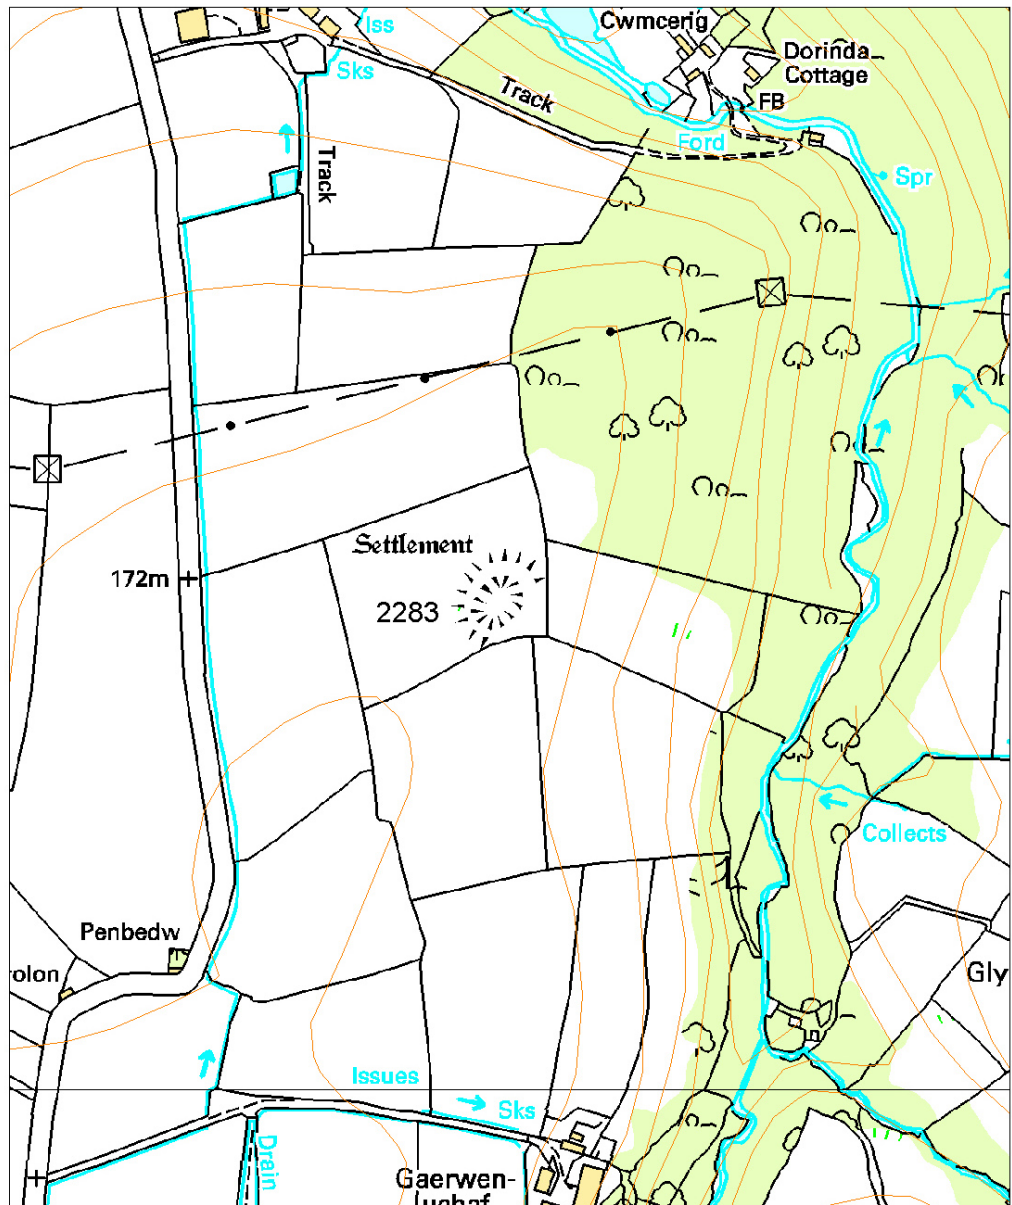 Iss
Cwmcerig
Sks
Dorinda
Cottage
Track
FB
Ford
Track
Spr
Settlement
172m
2283
Collects
Penbedw
olon
Gly
Issues
Sks
Drain
Gaerwen-